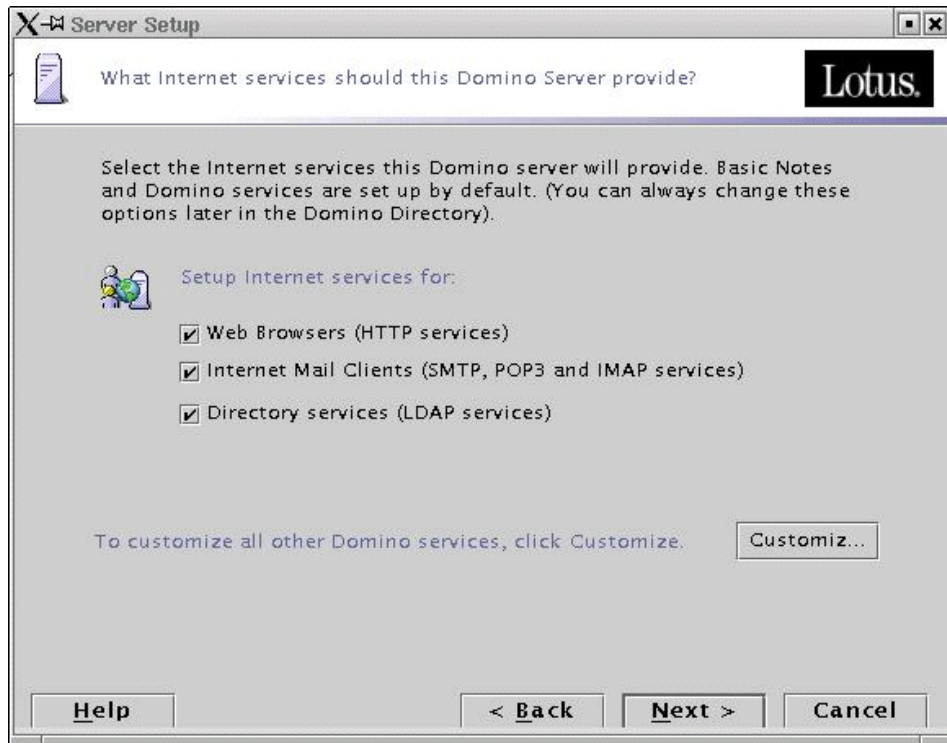 Server Setup
What Internet services should this Domino Server provide?
Lotus.
Select the Internet services this Domino server will provide. Basic Notes
and Domino services are set up by default. (You can always change these
options later in the Domino Directory).
Setup Internet services for:
Web Browsers (HTTP services)
Internet Mail Clients (SMTP, POP3 and IMAP services)
Directory services (LDAP services)
To customize all other Domino services, click Customize.
Customiz...
Help
< Back
Next >
Cancel